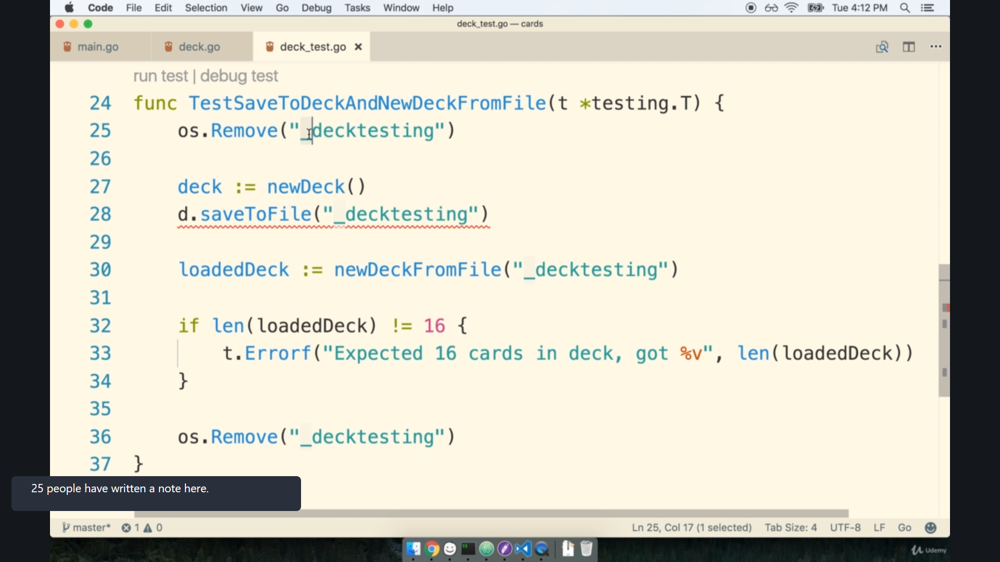 Code File Edit Selection View Go Debug Tasks Window Help Tue 4:12 PM
deck_test.go — cards
main.go deck.go deck_test.go
run test | debug test
24 func TestSaveToDeckAndNewDeckFromFile(t *testing.T) {
25 os.Remove("_decktesting")
26
27 deck := newDeck()
28 d.saveToFile("_decktesting")
29
30 loadedDeck := newDeckFromFile("_decktesting")
31
32 if len(loadedDeck) != 16 {
33 t.Errorf("Expected 16 cards in deck, got %v", len(loadedDeck))
34 }
35
36 os.Remove("_decktesting")
37 }
25 people have written a note here.
master* 1 0 Ln 25, Col 17 (1 selected) Tab Size: 4 UTF-8 LF Go
Udemy